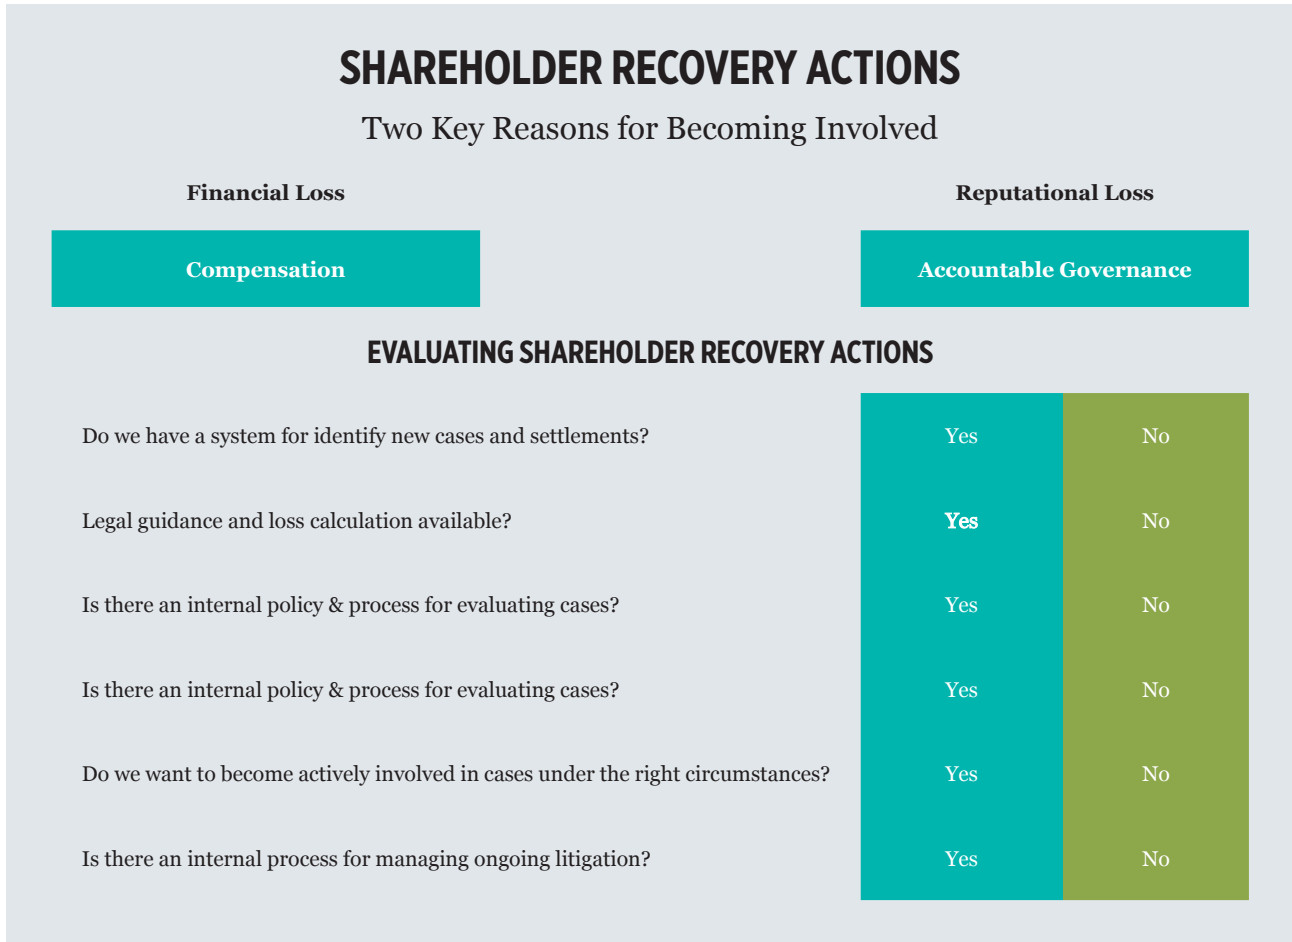 SHAREHOLDER RECOVERY ACTIONS
Two Key Reasons for Becoming Involved
Financial Loss
Reputational Loss
Compensation
Accountable Governance
EVALUATING SHAREHOLDER RECOVERY ACTIONS
Do we have a system for identify new cases and settlements? Yes No
Legal guidance and loss calculation available? Yes No
Is there an internal policy & process for evaluating cases? Yes No
Is there an internal policy & process for evaluating cases? Yes No
Do we want to become actively involved in cases under the right circumstances? Yes No
Is there an internal process for managing ongoing litigation? Yes No